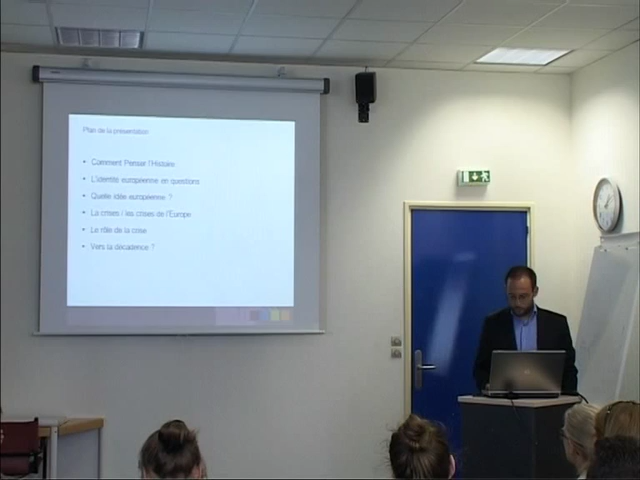 Plan de la présentation
• Comment Penser l'Histoire
• L'identité européenne en questions
• Quelle idée européenne ?
• La crises / les crises de l'Europe
• Le rôle de la crise
• Vers la décadence ?